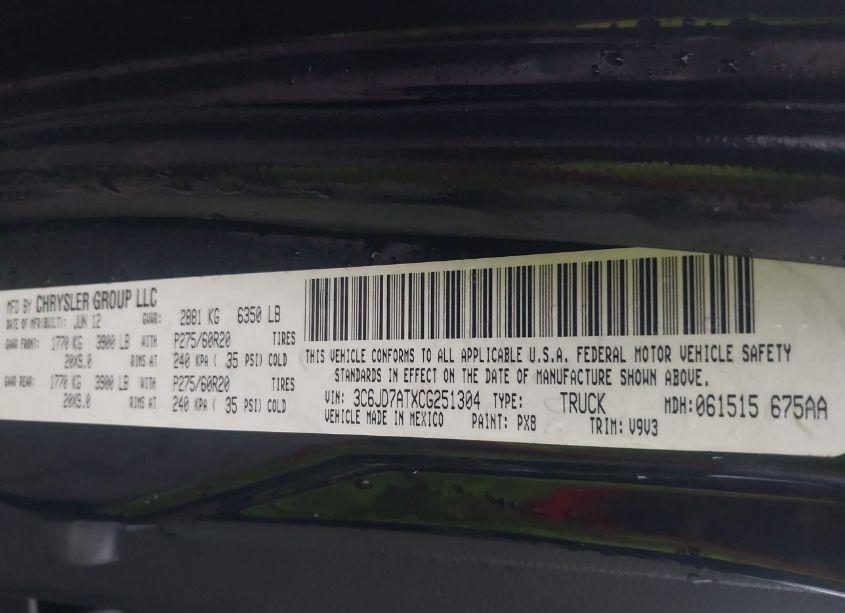 MFD BY CHRYSLER GROUP LLC
DATE OF MFR(BUILT): JUN 12 GVWR: 2881 KG 6350 LB
GAWR FRONT: 1770 KG 3900 LB WITH P275/60R20 TIRES
20X9.0 RIMS AT 240 KPA ( 35 PSI) COLD
GAWR REAR: 1770 KG 3900 LB WITH P275/60R20 TIRES
20X9.0 RIMS AT 240 KPA ( 35 PSI) COLD
THIS VEHICLE CONFORMS TO ALL APPLICABLE U.S.A. FEDERAL MOTOR VEHICLE SAFETY
STANDARDS IN EFFECT ON THE DATE OF MANUFACTURE SHOWN ABOVE.
VIN: 3C6JD7ATXCG251304 TYPE: TRUCK MDH: 061515 675AA
VEHICLE MADE IN MEXICO PAINT: PX8 TRIM: V9V3